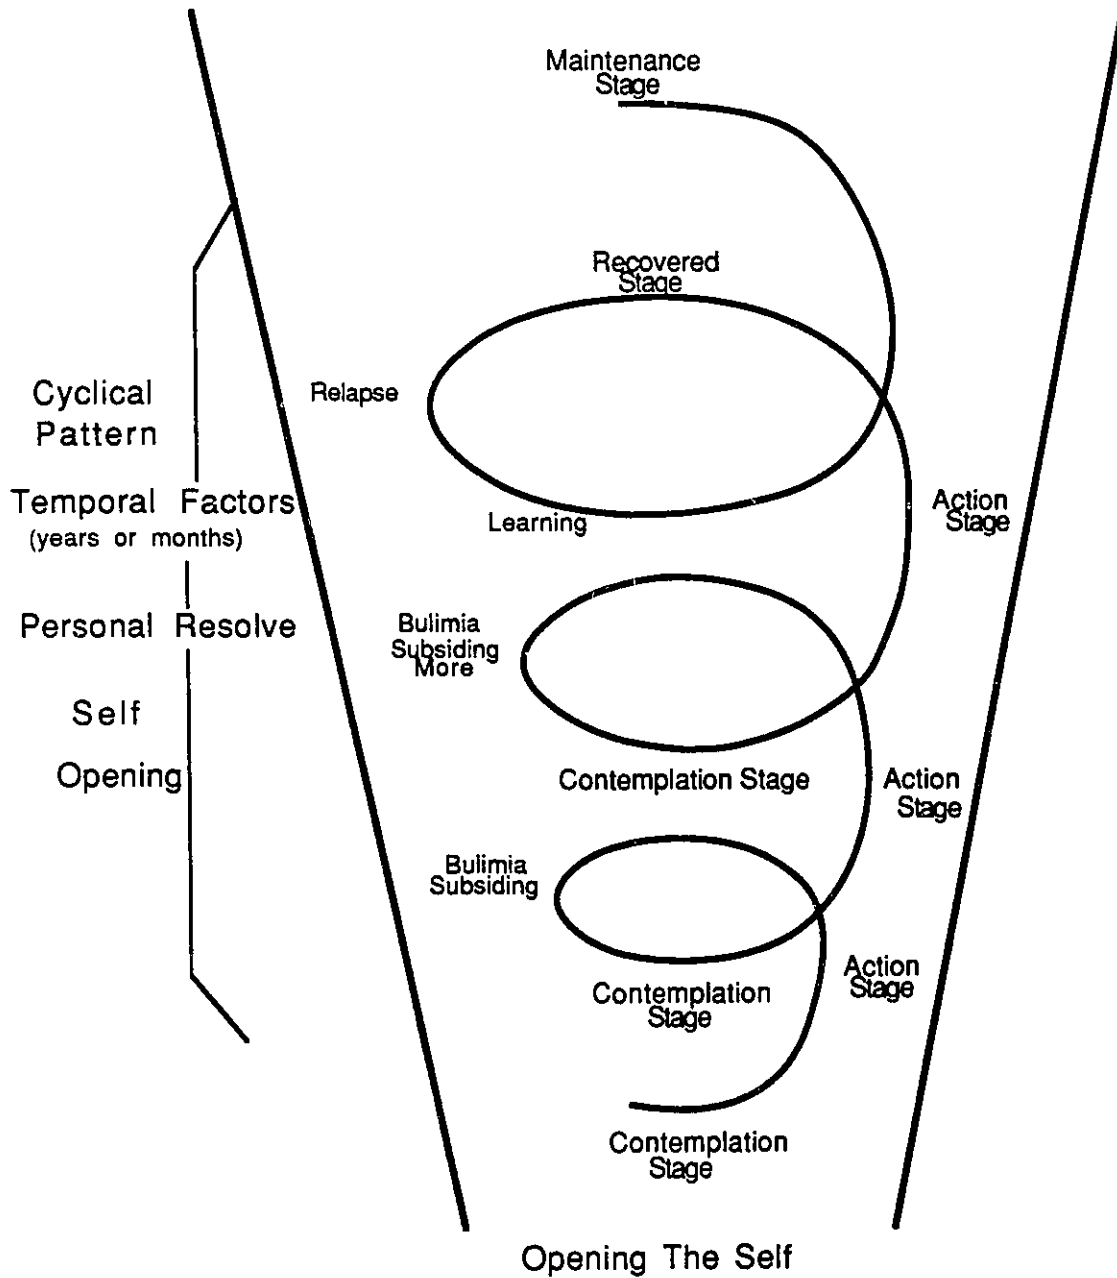 Maintenance
Stage
Recovered
Stage
Relapse
Cyclical
Pattern
Temporal Factors
(years or months)
Learning
Action
Stage
Personal Resolve
Bulimia
Subsiding
More
Self
Opening
Contemplation Stage
Action
Stage
Bulimia
Subsiding
Contemplation
Stage
Action
Stage
Contemplation
Stage
Opening The Self